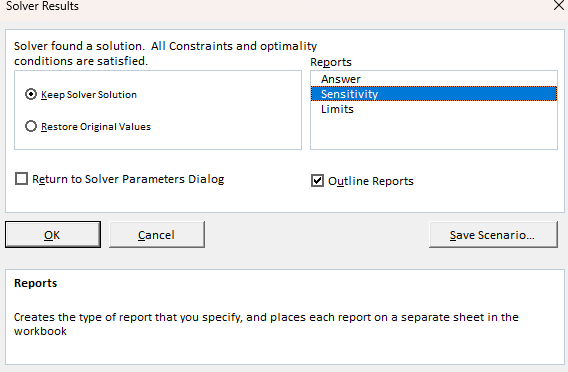 Solver Results
Solver found a solution.  All Constraints and optimality
conditions are satisfied.
Reports
Answer
Sensitivity
Limits
Keep Solver Solution
Restore Original Values
Return to Solver Parameters Dialog
Outline Reports
OK
Cancel
Save Scenario...
Reports
Creates the type of report that you specify, and places each report on a separate sheet in the
workbook